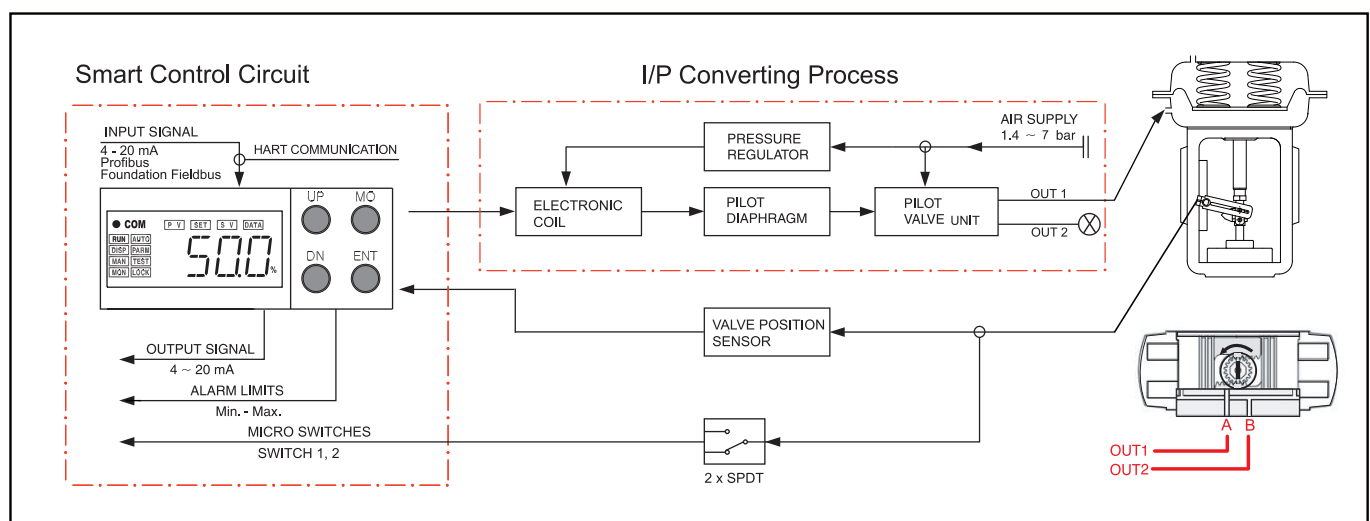 Smart Control Circuit
I/P Converting Process
INPUT SIGNAL
4 - 20 mA
Profibus
Foundation Fieldbus
HART COMMUNICATION
UP MO
DN ENT
COM
P V SET S V DATA
RUN AUTO
DISP PARM
MAN TEST
MON LOCK
50.0 %
OUTPUT SIGNAL
4 ~ 20 mA
ALARM LIMITS
Min. - Max.
MICRO SWITCHES
SWITCH 1, 2
PRESSURE
REGULATOR
AIR SUPPLY
1.4 ~ 7 bar
ELECTRONIC
COIL
PILOT
DIAPHRAGM
PILOT
VALVE UNIT
OUT 1
OUT 2
VALVE POSITION
SENSOR
2 x SPDT
A B
OUT1
OUT2